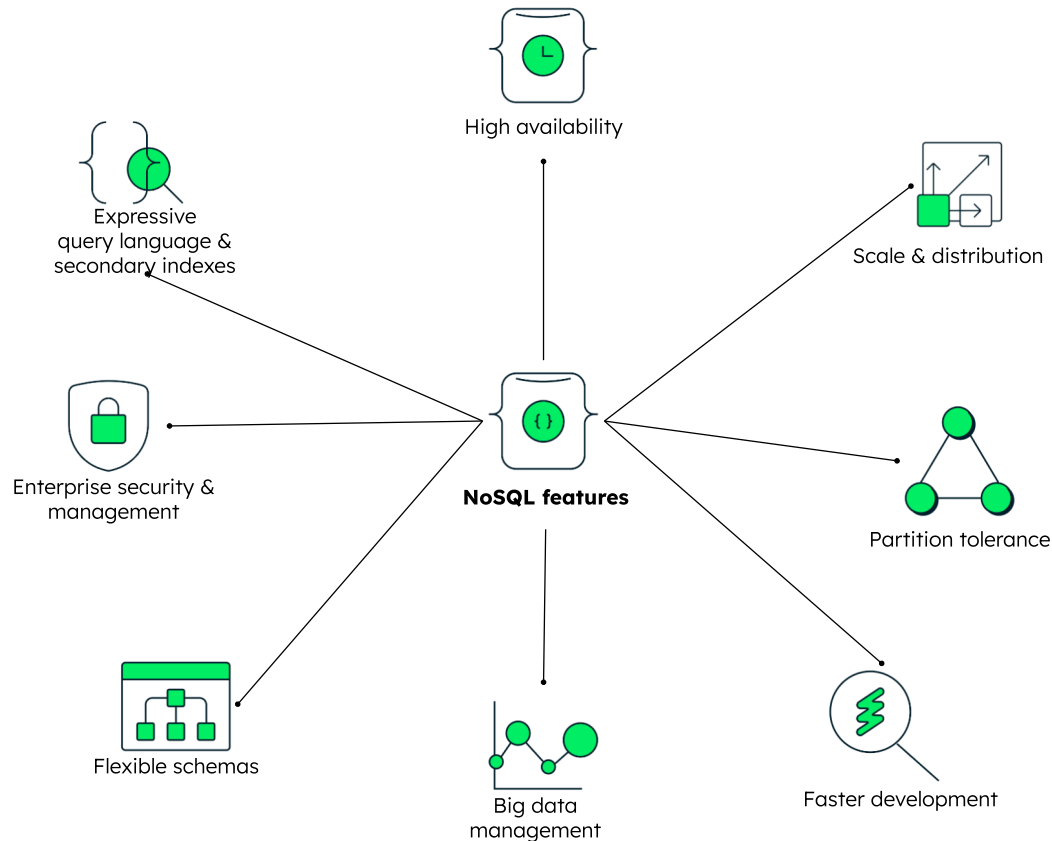 High availability
Expressive
query language &
secondary indexes
Scale & distribution
{ }
NoSQL features
Enterprise security &
management
Partition tolerance
Flexible schemas
Big data
management
Faster development